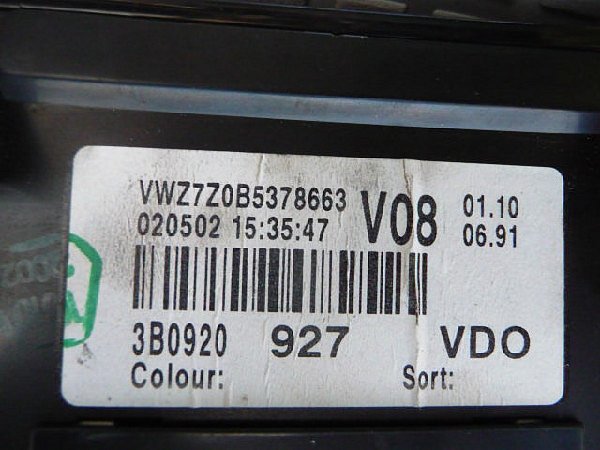 VWZ7Z0B5378663
020502 15:35:47
V08
01.10
06.91
3B0920 927 VDO
Colour: Sort: